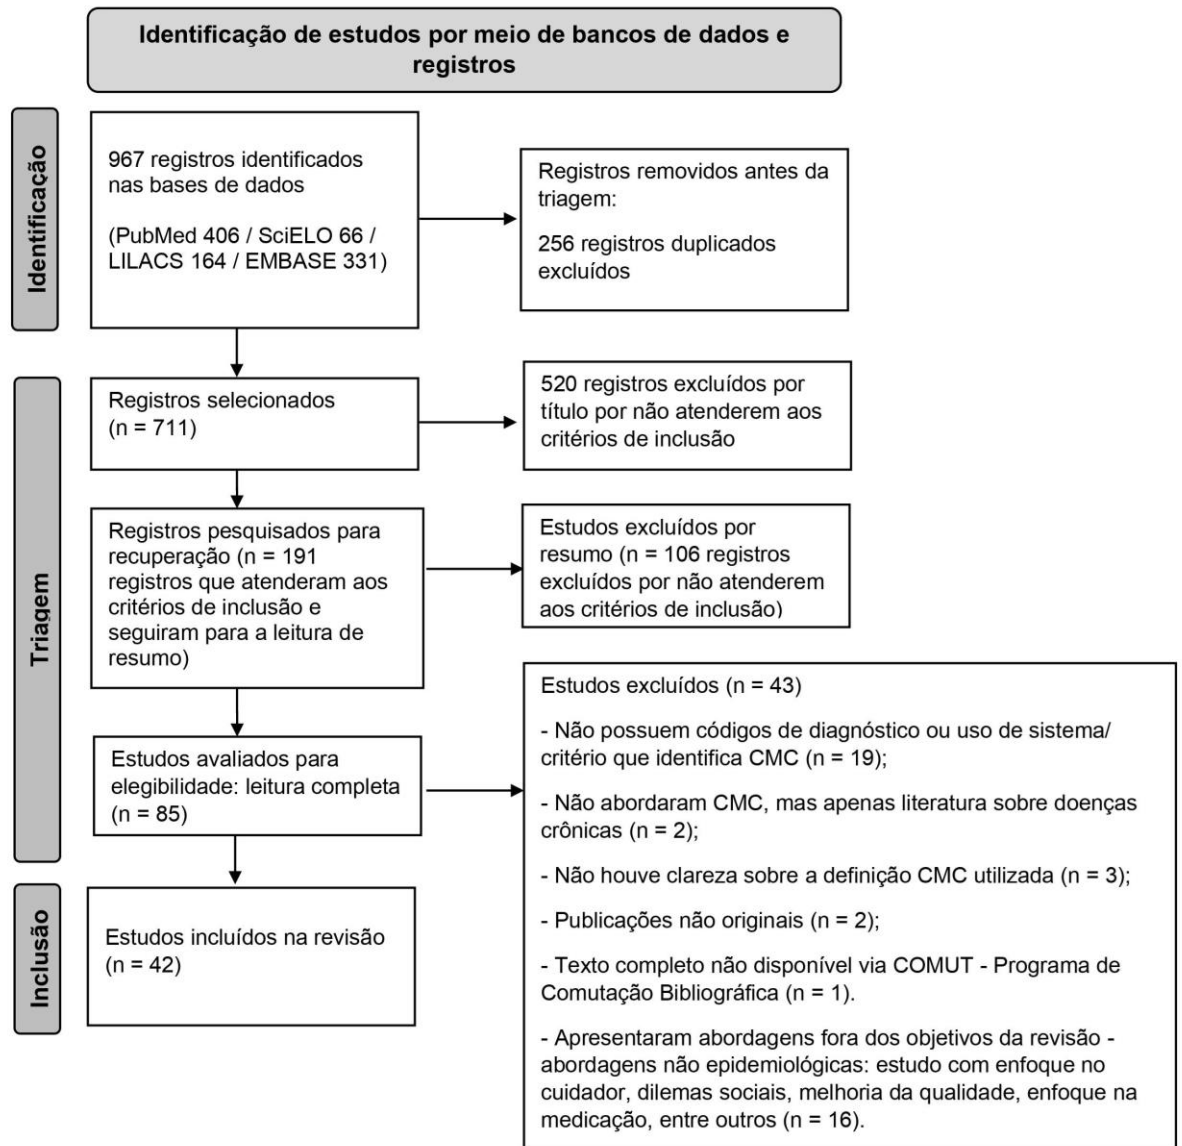 Identificação de estudos por meio de bancos de dados e
registros
Identificação
967 registros identificados
nas bases de dados
(PubMed 406 / SciELO 66 /
LILACS 164 / EMBASE 331)
Registros removidos antes da
triagem:
256 registros duplicados
excluídos
Triagem
Registros selecionados
(n = 711)
520 registros excluídos por
título por não atenderem aos
critérios de inclusão
Registros pesquisados para
recuperação (n = 191
registros que atenderam aos
critérios de inclusão e
seguiram para a leitura de
resumo)
Estudos excluídos por
resumo (n = 106 registros
excluídos por não atenderem
aos critérios de inclusão)
Estudos avaliados para
elegibilidade: leitura completa
(n = 85)
Estudos excluídos (n = 43)
- Não possuem códigos de diagnóstico ou uso de sistema/
critério que identifica CMC (n = 19);
- Não abordaram CMC, mas apenas literatura sobre doenças
crônicas (n = 2);
- Não houve clareza sobre a definição CMC utilizada (n = 3);
- Publicações não originais (n = 2);
- Texto completo não disponível via COMUT - Programa de
Comutação Bibliográfica (n = 1).
- Apresentaram abordagens fora dos objetivos da revisão -
abordagens não epidemiológicas: estudo com enfoque no
cuidador, dilemas sociais, melhoria da qualidade, enfoque na
medicação, entre outros (n = 16).
Inclusão
Estudos incluídos na revisão
(n = 42)